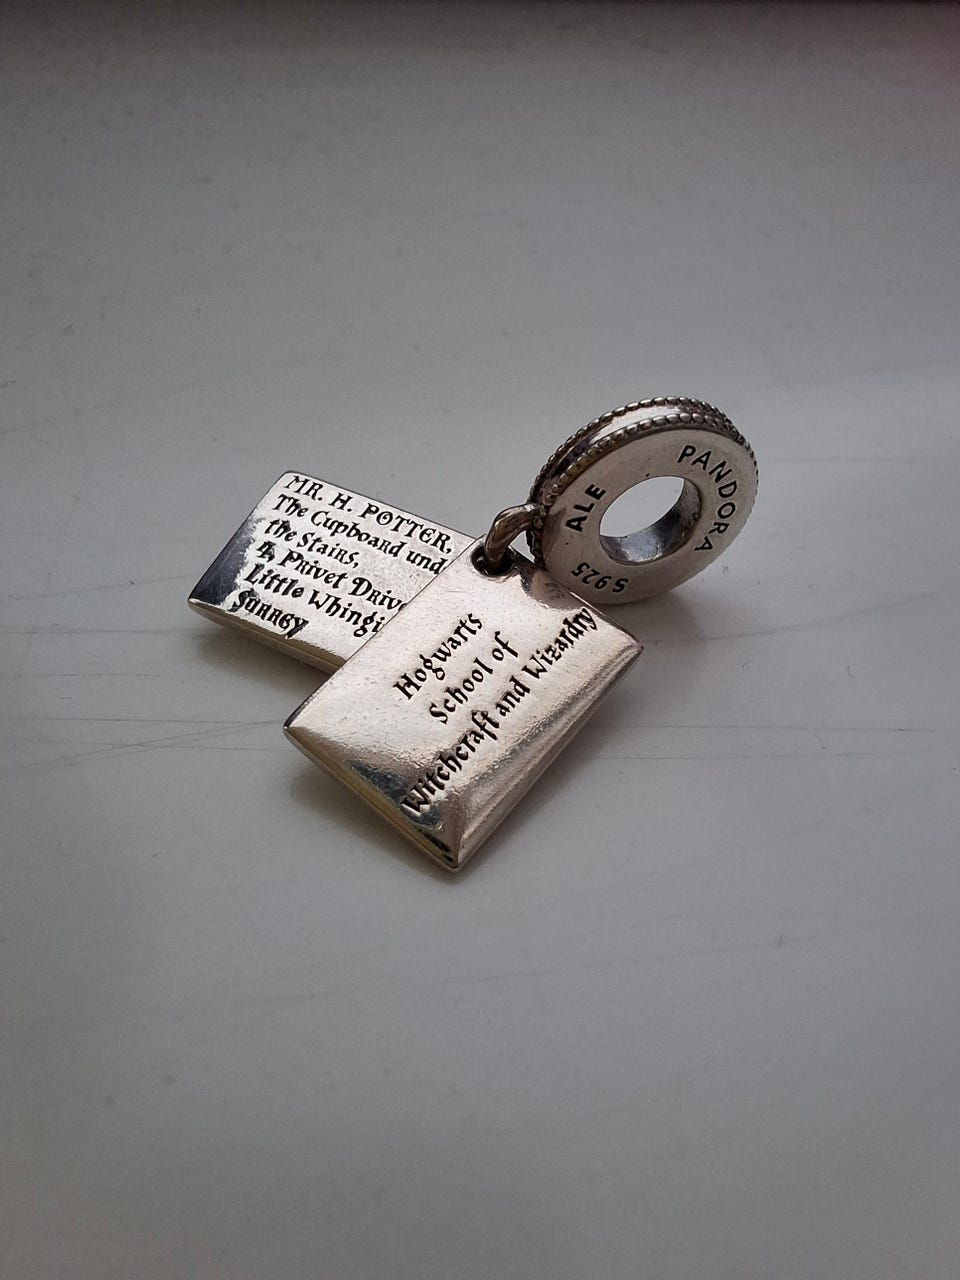 MR. H. POTTER,
The Cupboard und
the Stairs,
4, Privet Drive
Little Whingi
Surrey
Hogwarts
School of
Witchcraft and Wizardry
PANDORA
ALE
S925